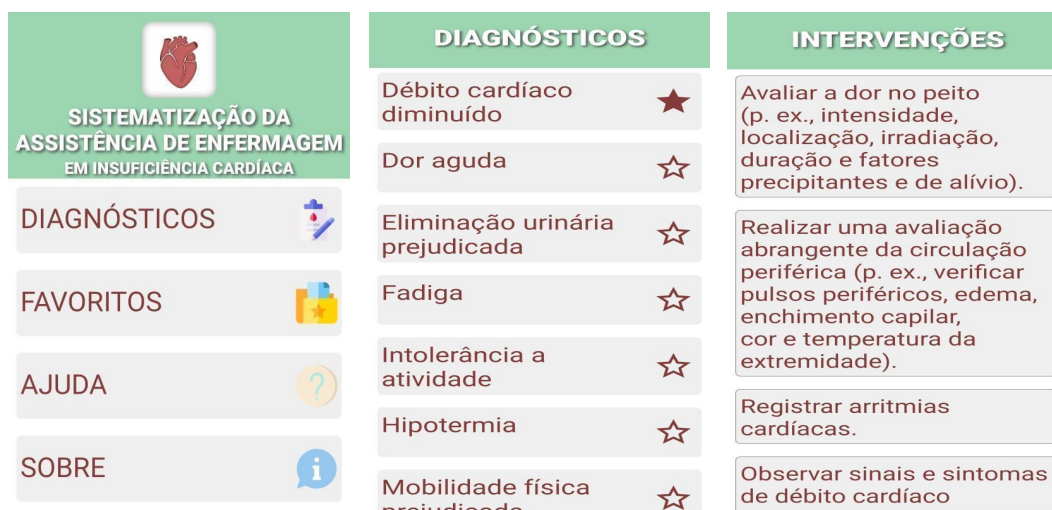 SISTEMATIZAÇÃO DA
ASSISTÊNCIA DE ENFERMAGEM
EM INSUFICIÊNCIA CARDÍACA
DIAGNÓSTICOS
FAVORITOS
AJUDA
SOBRE
DIAGNÓSTICOS
Débito cardíaco
diminuído
Dor aguda
Eliminação urinária
prejudicada
Fadiga
Intolerância a
atividade
Hipotermia
Mobilidade física
INTERVENÇÕES
Avaliar a dor no peito
(p. ex., intensidade,
localização, irradiação,
duração e fatores
precipitantes e de alívio).
Realizar uma avaliação
abrangente da circulação
periférica (p. ex., verificar
pulsos periféricos, edema,
enchimento capilar,
cor e temperatura da
extremidade).
Registrar arritmias
cardíacas.
Observar sinais e sintomas
de débito cardíaco